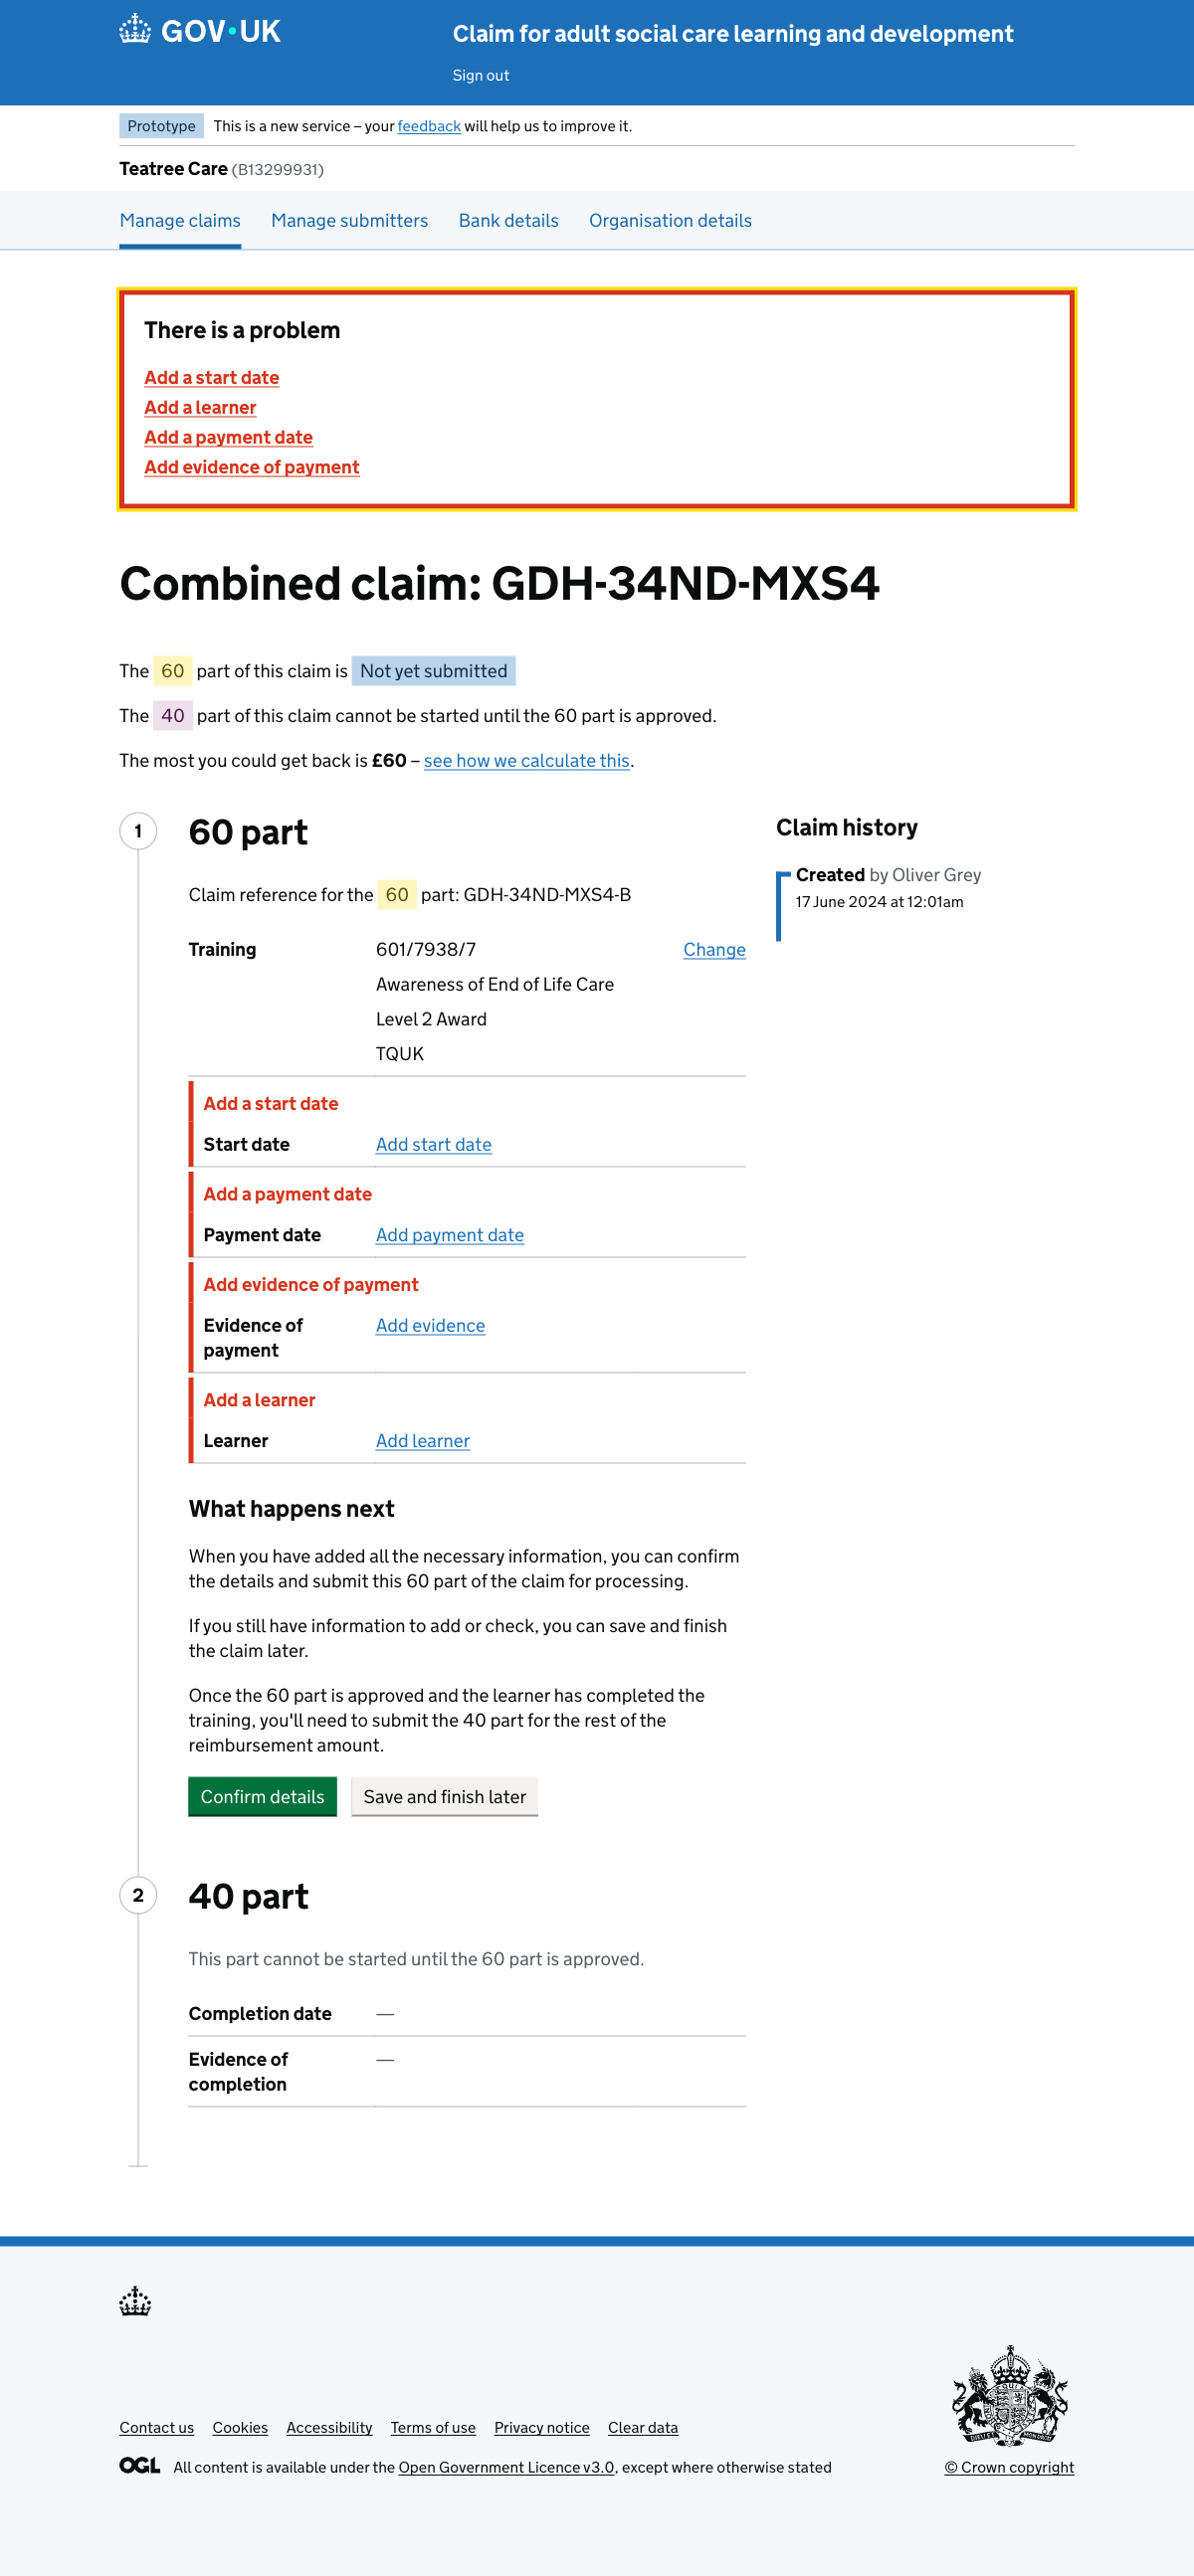 GOV·UK
Claim for adult social care learning and development
Sign out
Prototype This is a new service – your feedback will help us to improve it.
Teatree Care (B13299931)
Manage claims Manage submitters Bank details Organisation details
There is a problem
Add a start date
Add a learner
Add a payment date
Add evidence of payment
Combined claim: GDH-34ND-MXS4
The 60 part of this claim is Not yet submitted
The 40 part of this claim cannot be started until the 60 part is approved.
The most you could get back is £60 – see how we calculate this.
1 60 part
Claim reference for the 60 part: GDH-34ND-MXS4-B
Training 601/7938/7 Change
Awareness of End of Life Care
Level 2 Award
TQUK
Add a start date
Start date Add start date
Add a payment date
Payment date Add payment date
Add evidence of payment
Evidence of payment Add evidence
Add a learner
Learner Add learner
What happens next
When you have added all the necessary information, you can confirm
the details and submit this 60 part of the claim for processing.
If you still have information to add or check, you can save and finish
the claim later.
Once the 60 part is approved and the learner has completed the
training, you'll need to submit the 40 part for the rest of the
reimbursement amount.
Confirm details Save and finish later
Claim history
Created by Oliver Grey
17 June 2024 at 12:01am
2 40 part
This part cannot be started until the 60 part is approved.
Completion date —
Evidence of completion —
Contact us Cookies Accessibility Terms of use Privacy notice Clear data
OGL All content is available under the Open Government Licence v3.0, except where otherwise stated
© Crown copyright